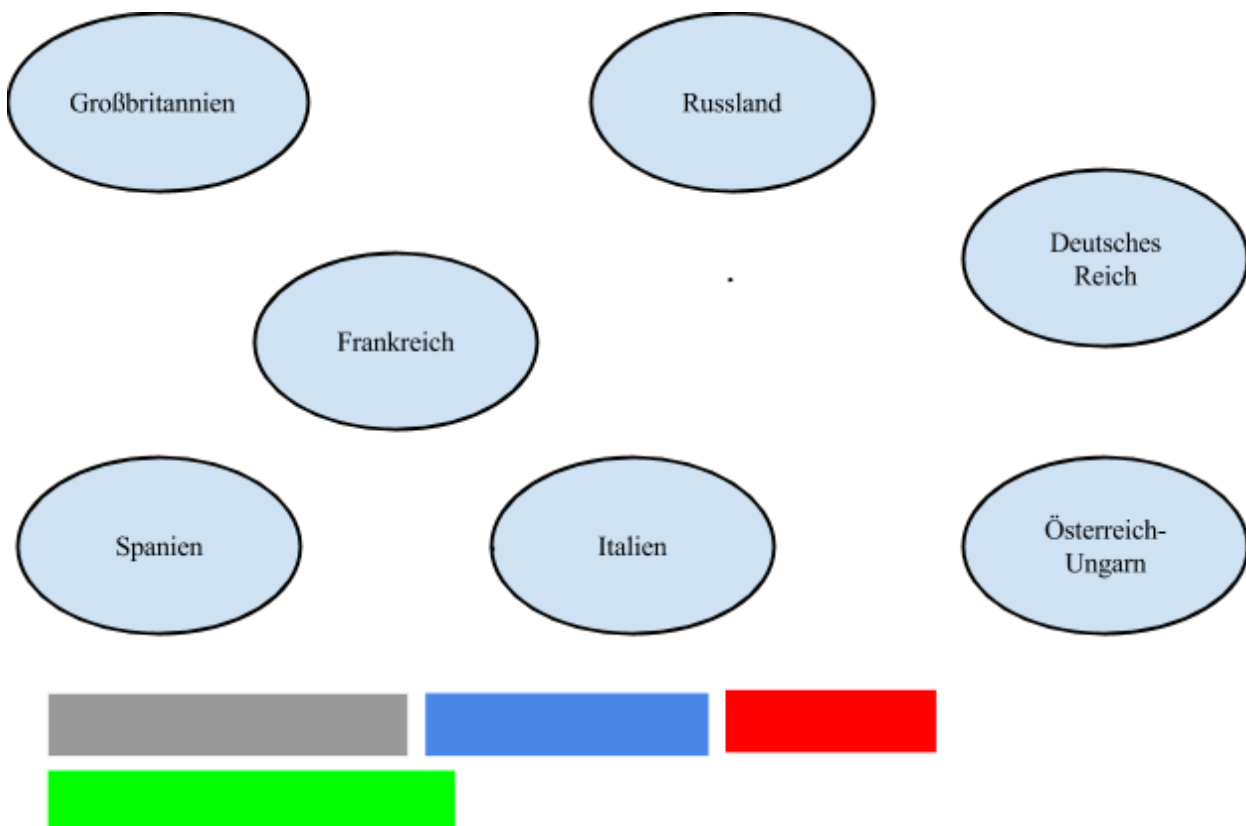 Großbritannien
Russland
Deutsches
Reich
Frankreich
Spanien
Italien
Österreich-
Ungarn